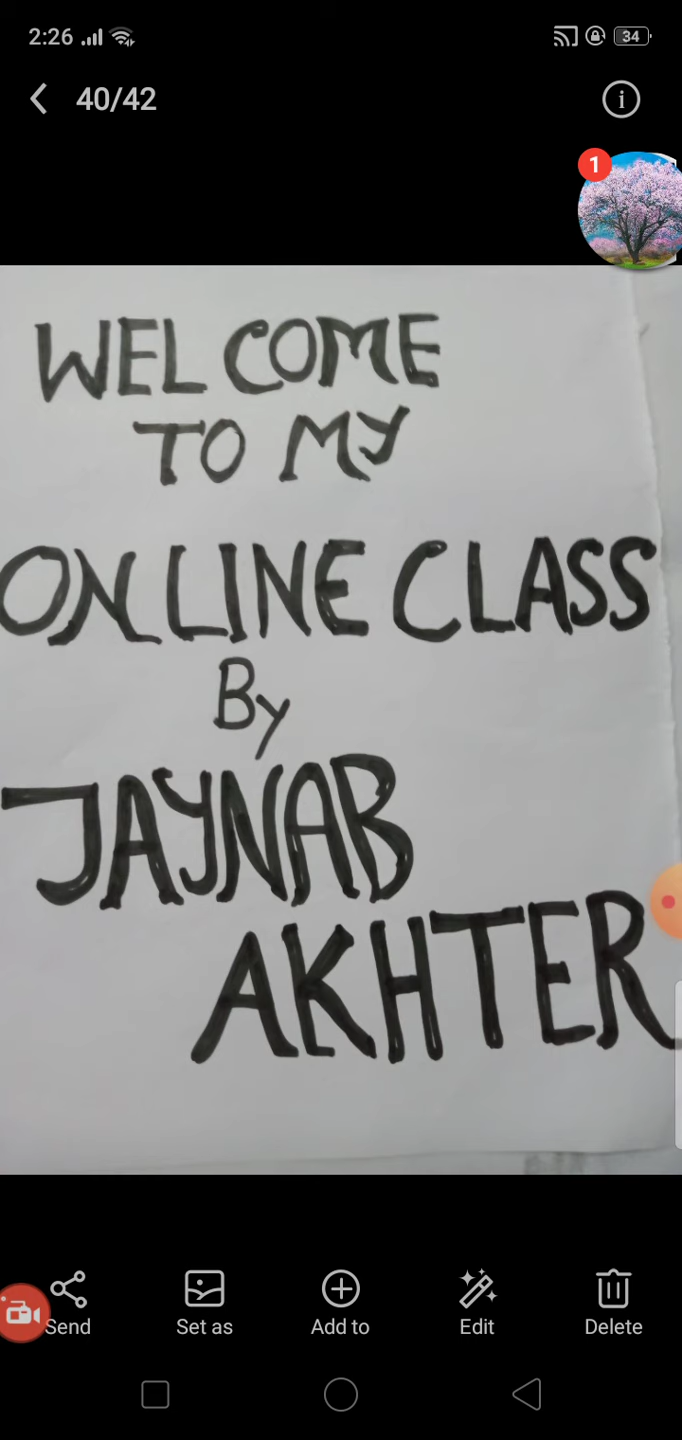 2:26
34
40/42
1
WELCOME
TO MY
ONLINE CLASS
By
JAYNAB
AKHTER
Send
Set as
Add to
Edit
Delete